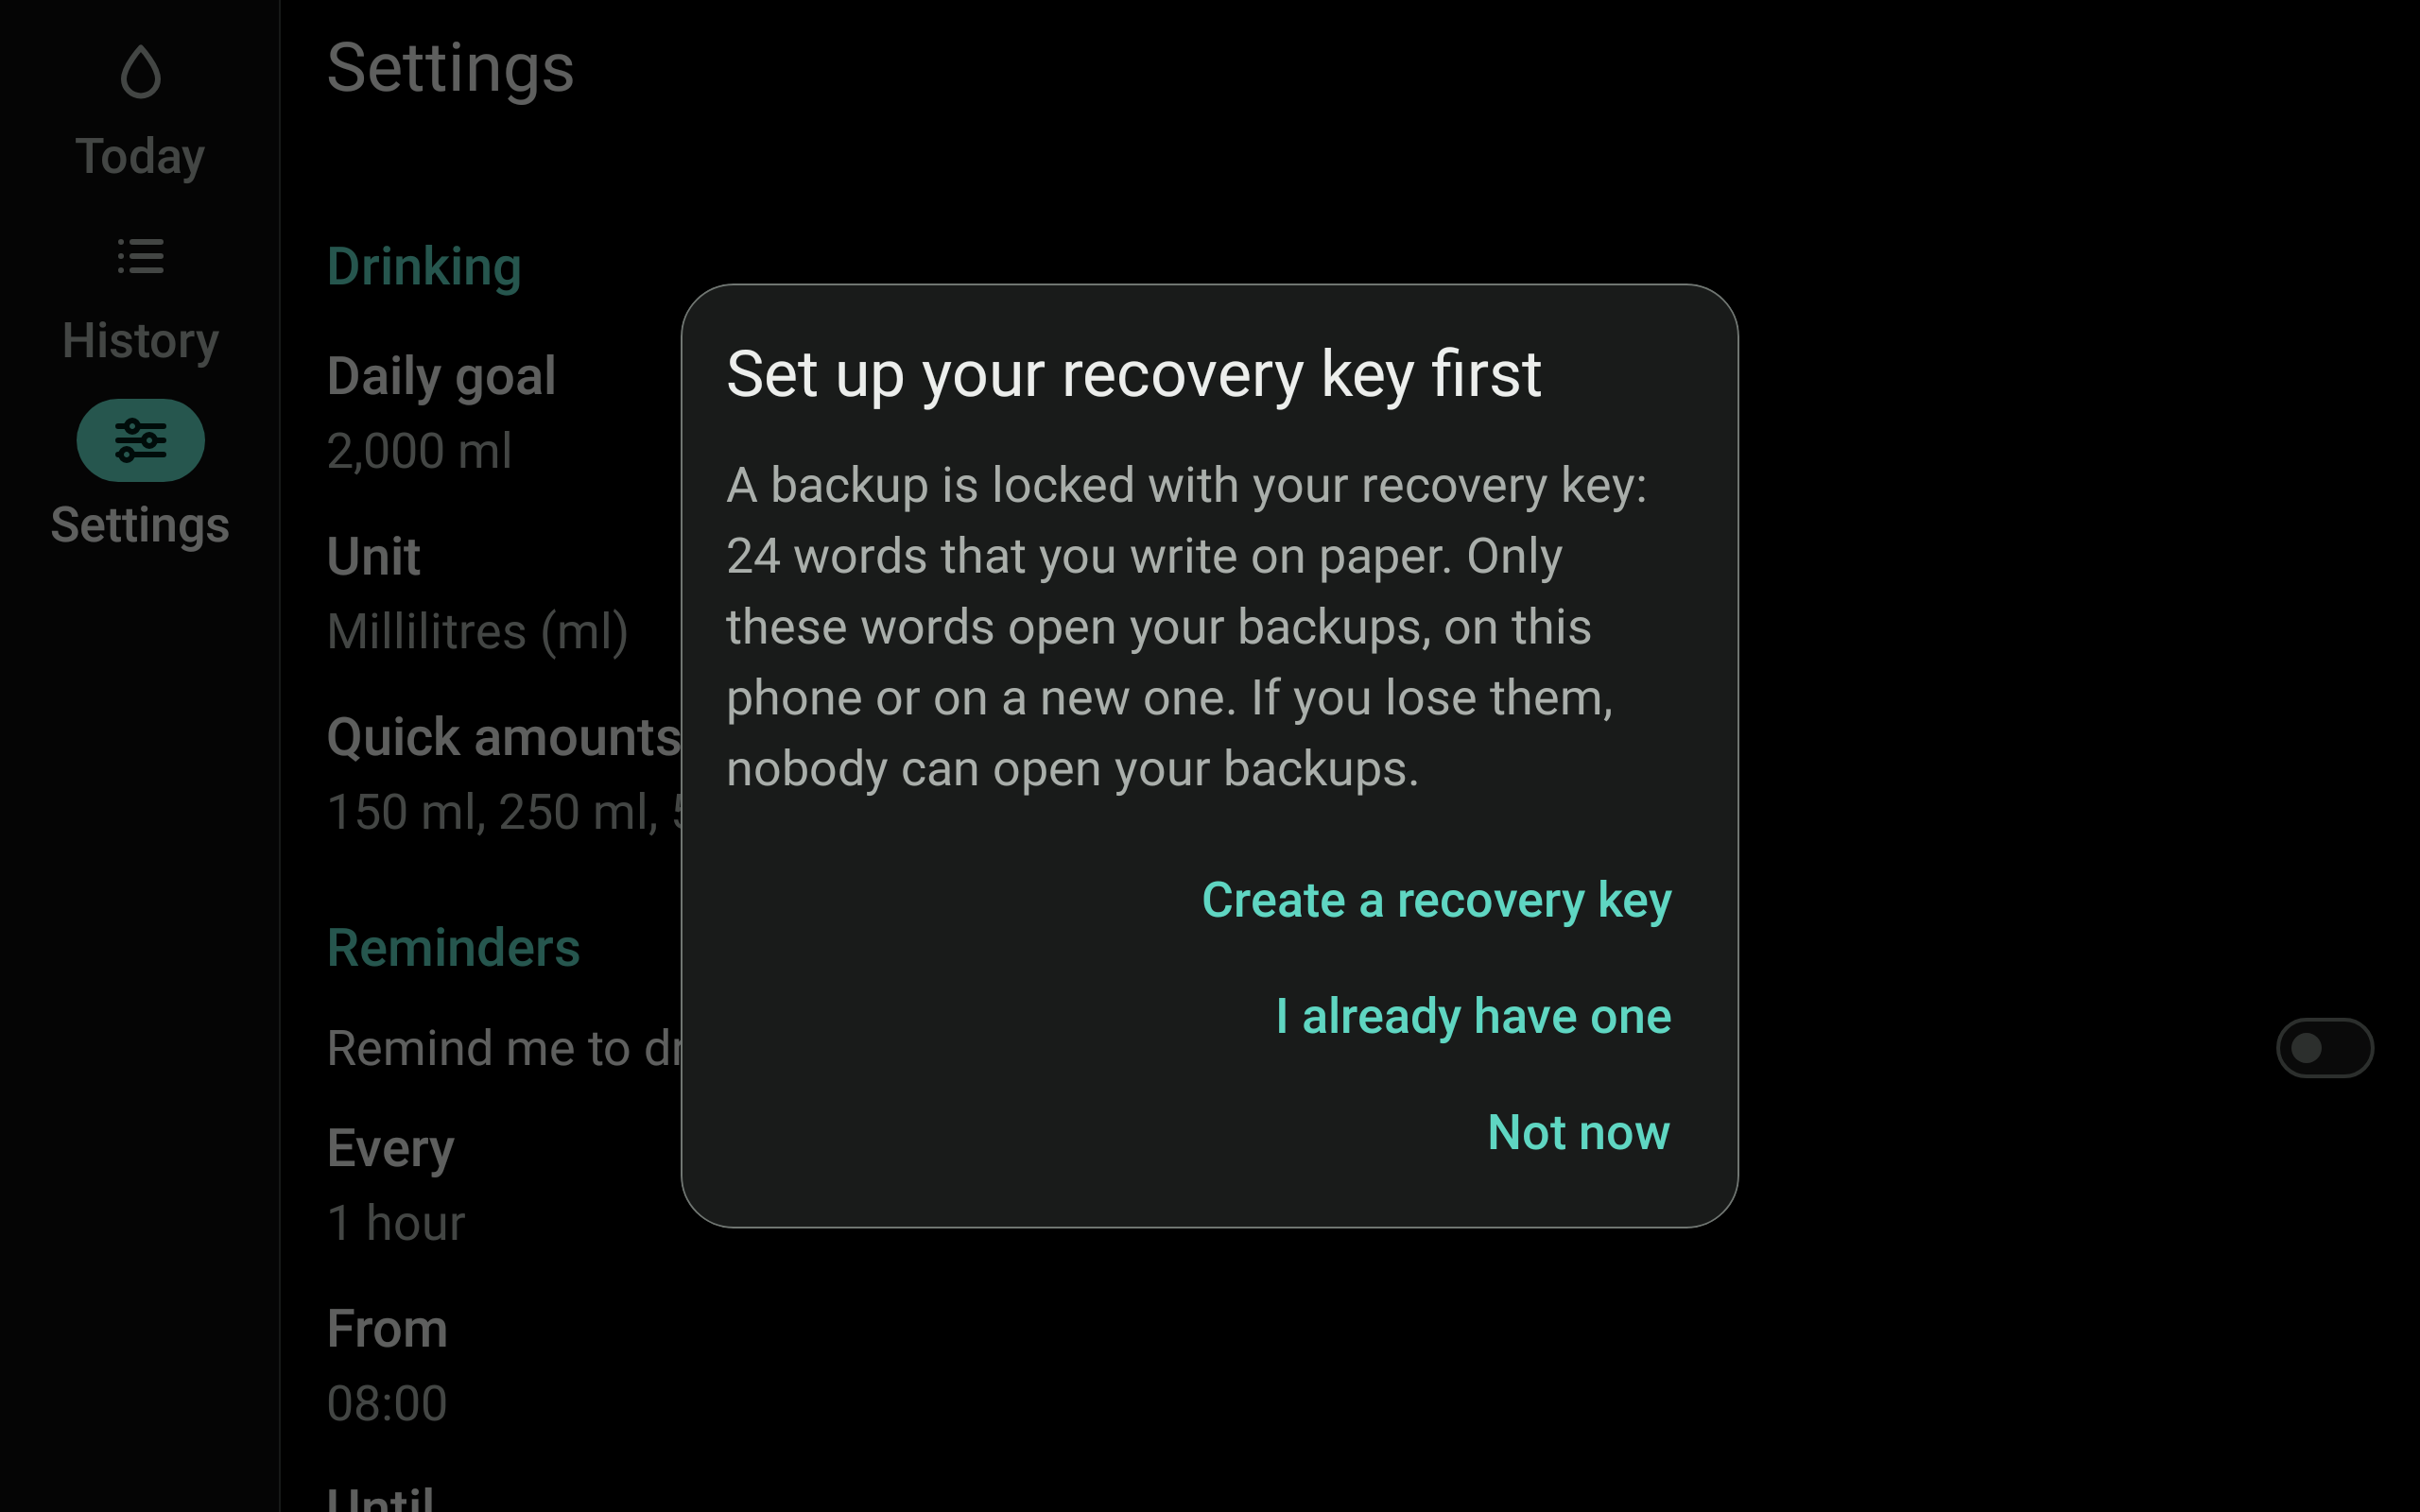 Today
History
Settings
Settings
Drinking
Daily goal
2,000 ml
Unit
Millilitres (ml)
Quick amounts
150 ml, 250 ml,
Reminders
Remind me to
Every
1 hour
From
08:00
Until
Set up your recovery key first
A backup is locked with your recovery key:
24 words that you write on paper. Only
these words open your backups, on this
phone or on a new one. If you lose them,
nobody can open your backups.
Create a recovery key
I already have one
Not now